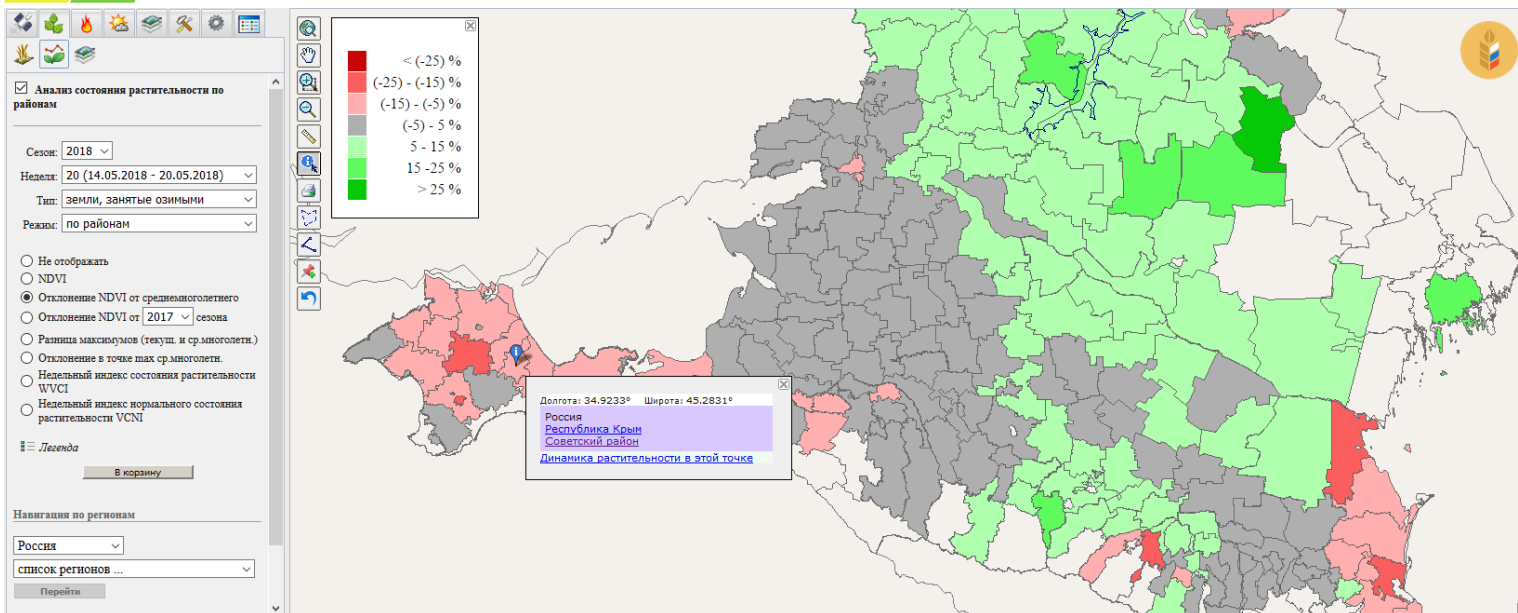 Анализ состояния растительности по
районам
Сезон: 2018
Неделя: 20 (14.05.2018 - 20.05.2018)
Тип: земли, занятые озимыми
Режим: по районам
Не отображать
NDVI
Отклонение NDVI от среднемноголетнего
Отклонение NDVI от 2017 сезона
Разница максимумов (текущ. и ср.многолетн.)
Отклонение в точке max ср.многолетн.
Недельный индекс состояния растительности
WVCI
Недельный индекс нормального состояния
растительности VCNI
Легенда
В корзину
Навигация по регионам
Россия
список регионов ...
Перейти
< (-25) %
(-25) - (-15) %
(-15) - (-5) %
(-5) - 5 %
5 - 15 %
15 -25 %
> 25 %
Долгота: 34.9233° Широта: 45.2831°
Россия
Республика Крым
Советский район
Динамика растительности в этой точке